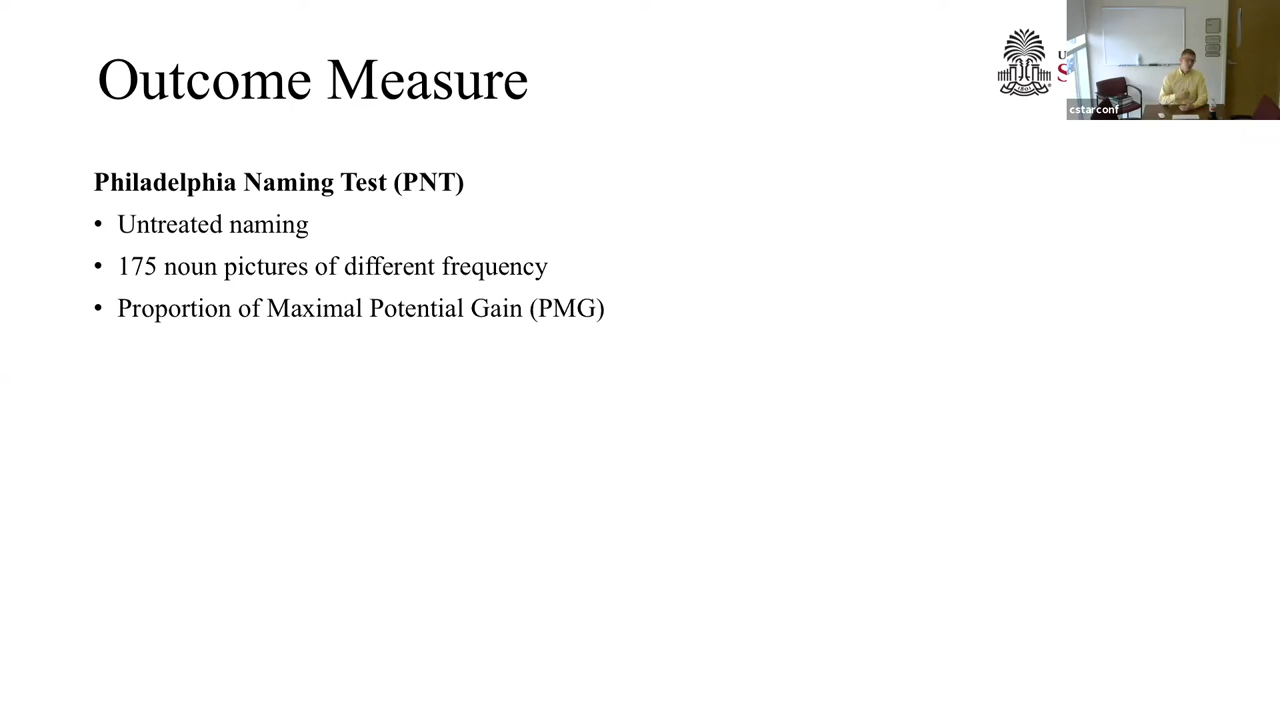 Outcome Measure
U
S
cstarconf
Philadelphia Naming Test (PNT)
• Untreated naming
• 175 noun pictures of different frequency
• Proportion of Maximal Potential Gain (PMG)